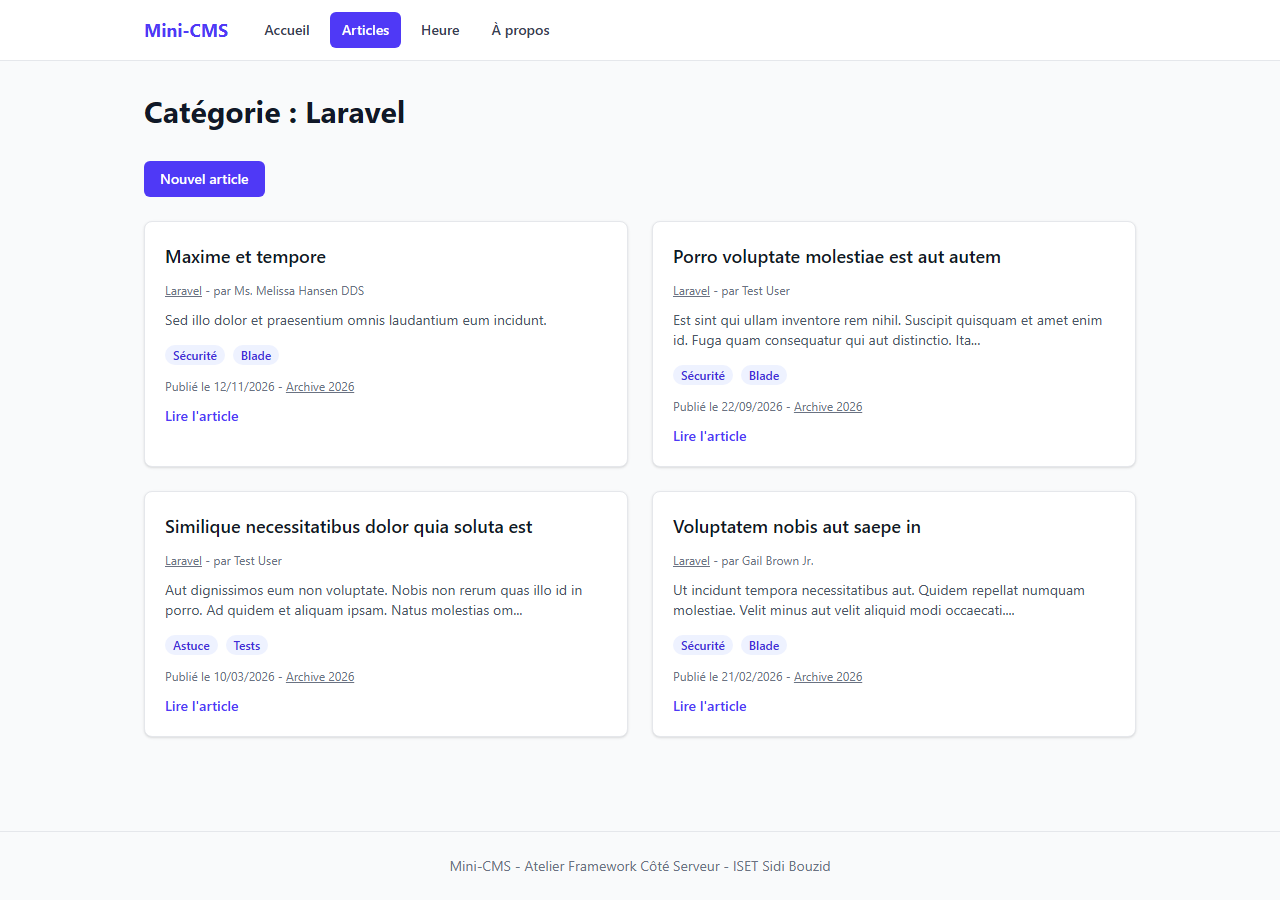 Mini-CMS
Accueil
Articles
Heure
À propos
Catégorie : Laravel
Nouvel article
Maxime et tempore
Laravel - par Ms. Melissa Hansen DDS
Sed illo dolor et praesentium omnis laudantium eum incidunt.
Sécurité Blade
Publié le 12/11/2026 - Archive 2026
Lire l'article
Porro voluptate molestiae est aut autem
Laravel - par Test User
Est sint qui ullam inventore rem nihil. Suscipit quisquam et amet enim
id. Fuga quam consequatur qui aut distinctio. Ita...
Sécurité Blade
Publié le 22/09/2026 - Archive 2026
Lire l'article
Similique necessitatibus dolor quia soluta est
Laravel - par Test User
Aut dignissimos eum non voluptate. Nobis non rerum quas illo id in
porro. Ad quidem et aliquam ipsam. Natus molestias om...
Astuce Tests
Publié le 10/03/2026 - Archive 2026
Lire l'article
Voluptatem nobis aut saepe in
Laravel - par Gail Brown Jr.
Ut incidunt tempora necessitatibus aut. Quidem repellat numquam
molestiae. Velit minus aut velit aliquid modi occaecati....
Sécurité Blade
Publié le 21/02/2026 - Archive 2026
Lire l'article
Mini-CMS - Atelier Framework Côté Serveur - ISET Sidi Bouzid